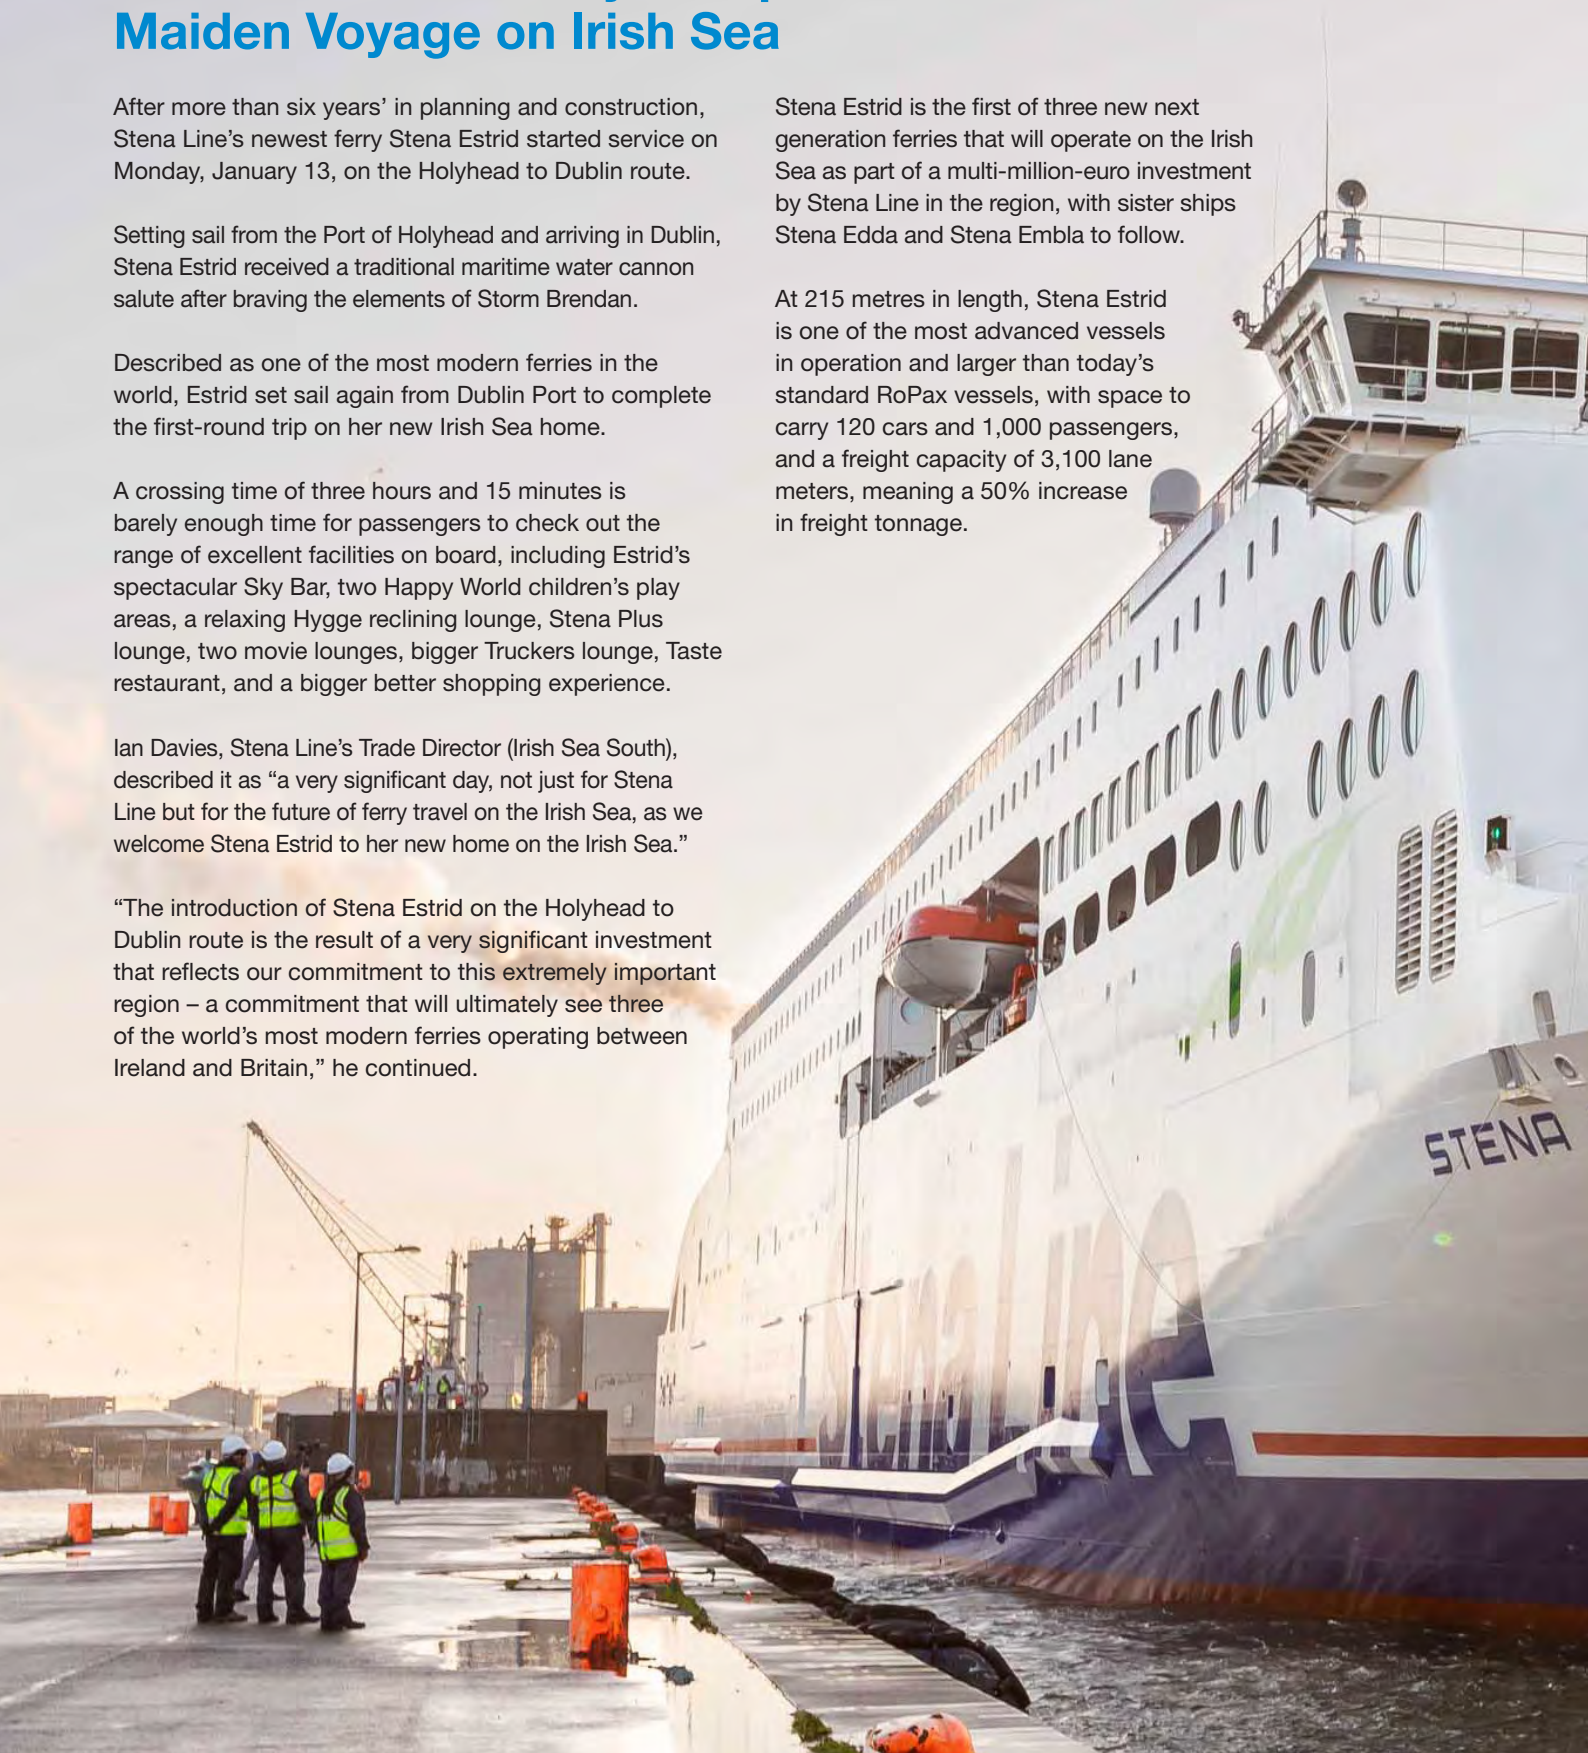 Maiden Voyage on Irish Sea
After more than six years’ in planning and construction,
Stena Line’s newest ferry Stena Estrid started service on
Monday, January 13, on the Holyhead to Dublin route.
Setting sail from the Port of Holyhead and arriving in Dublin,
Stena Estrid received a traditional maritime water cannon
salute after braving the elements of Storm Brendan.
Described as one of the most modern ferries in the
world, Estrid set sail again from Dublin Port to complete
the first-round trip on her new Irish Sea home.
A crossing time of three hours and 15 minutes is
barely enough time for passengers to check out the
range of excellent facilities on board, including Estrid’s
spectacular Sky Bar, two Happy World children’s play
areas, a relaxing Hygge reclining lounge, Stena Plus
lounge, two movie lounges, bigger Truckers lounge, Taste
restaurant, and a bigger better shopping experience.
Ian Davies, Stena Line’s Trade Director (Irish Sea South),
described it as “a very significant day, not just for Stena
Line but for the future of ferry travel on the Irish Sea, as we
welcome Stena Estrid to her new home on the Irish Sea.”
“The introduction of Stena Estrid on the Holyhead to
Dublin route is the result of a very significant investment
that reflects our commitment to this extremely important
region – a commitment that will ultimately see three
of the world’s most modern ferries operating between
Ireland and Britain,” he continued.
Stena Estrid is the first of three new next
generation ferries that will operate on the Irish
Sea as part of a multi-million-euro investment
by Stena Line in the region, with sister ships
Stena Edda and Stena Embla to follow.
At 215 metres in length, Stena Estrid
is one of the most advanced vessels
in operation and larger than today’s
standard RoPax vessels, with space to
carry 120 cars and 1,000 passengers,
and a freight capacity of 3,100 lane
meters, meaning a 50% increase
in freight tonnage.
STENA
Stena Line